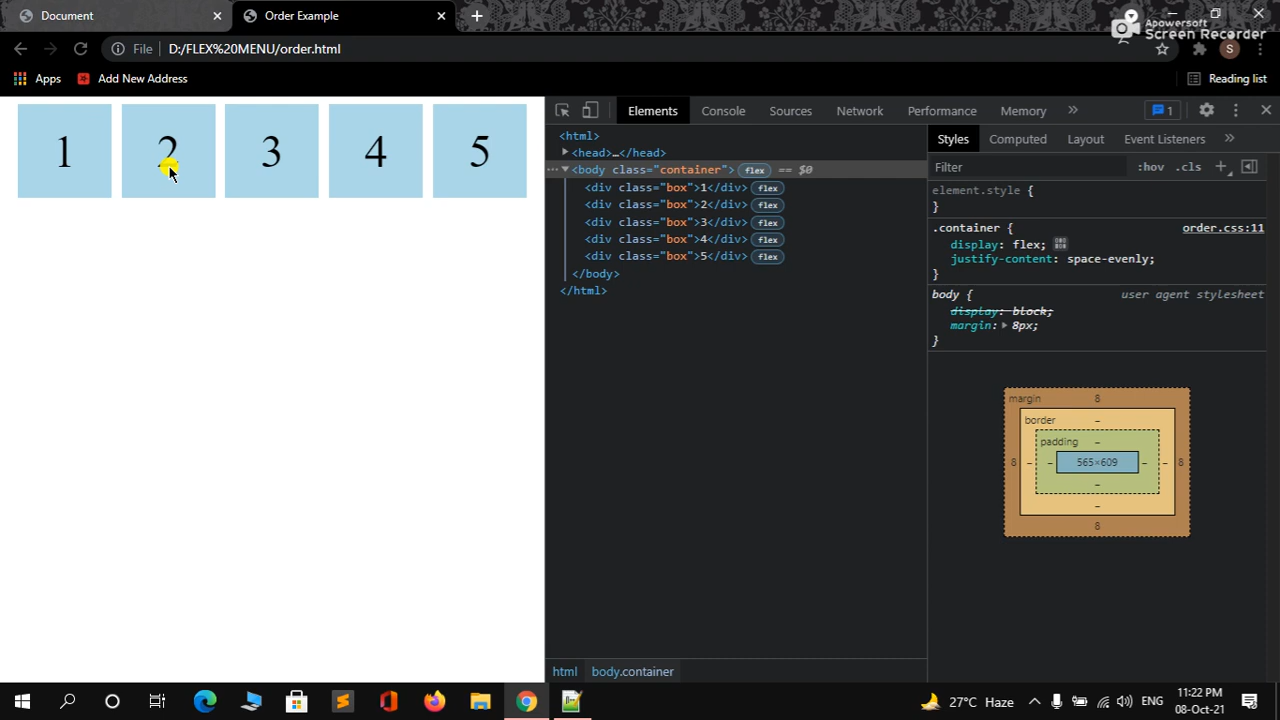 Document
Order Example
Apowersoft
Screen Recorder
File
D:/FLEX%20MENU/order.html
S
Apps
Add New Address
Reading list
1
2
3
4
5
Elements
Console
Sources
Network
Performance
Memory
1
<html>
<head>…</head>
<body class="container"> flex == $0
<div class="box">1</div> flex
<div class="box">2</div> flex
<div class="box">3</div> flex
<div class="box">4</div> flex
<div class="box">5</div> flex
</body>
</html>
html
body.container
Styles
Computed
Layout
Event Listeners
Filter
:hov
.cls
element.style {
}
.container {
order.css:11
display: flex;
justify-content: space-evenly;
}
body {
user agent stylesheet
display: block;
margin: 8px;
}
margin
8
border
–
padding
–
8
–
–
565×609
–
–
8
–
–
8
27°C Haze
ENG
11:22 PM
08-Oct-21